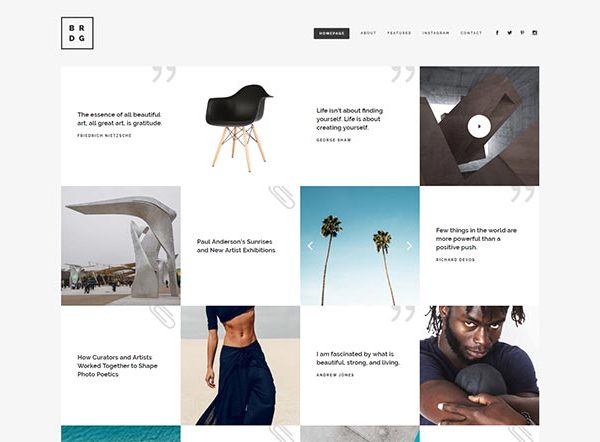 B R
D G
HOMEPAGE ABOUT FEATURED INSTAGRAM CONTACT
The essence of all beautiful
art, all great art, is gratitude.
FRIEDRICH NIETZSCHE
Life isn't about finding
yourself. Life is about
creating yourself.
GEORGE SHAW
Paul Anderson's Sunrises
and New Artist Exhibitions
Few things in the world are
more powerful than a
positive push.
RICHARD DEVOS
How Curators and Artists
Worked Together to Shape
Photo Poetics
I am fascinated by what is
beautiful, strong, and living.
ANDREW JONES